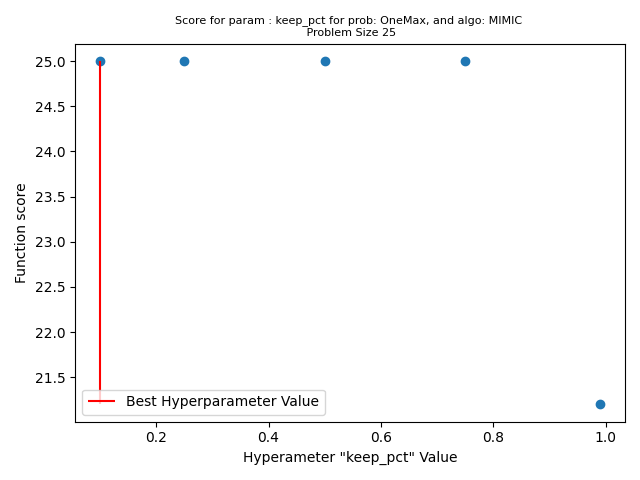 Score for param : keep_pct for prob: OneMax, and algo: MIMIC
Problem Size 25
25.0
24.5
24.0
23.5
23.0
22.5
22.0
21.5
Function score
Best Hyperparameter Value
0.2 0.4 0.6 0.8 1.0
Hyperameter "keep_pct" Value